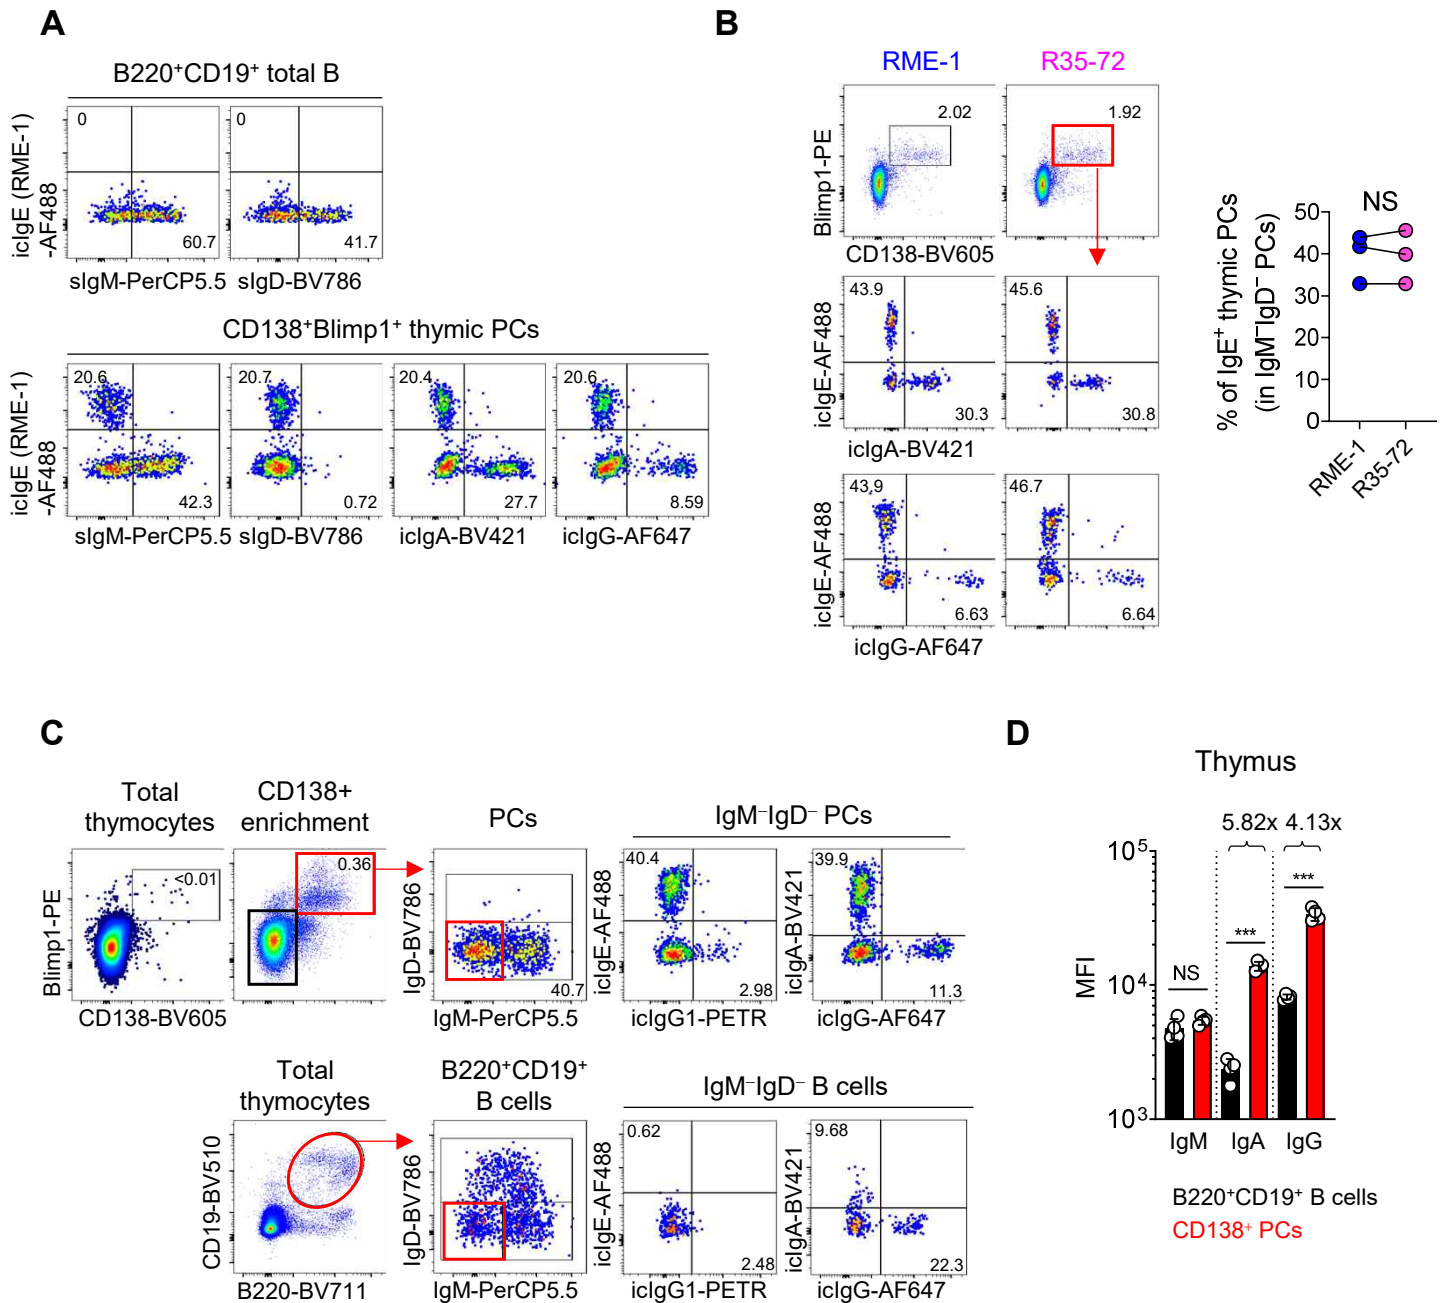 A
B220⁺CD19⁺ total B
icIgE (RME-1)
-AF488
0
60.7
0
41.7
sIgM-PerCP5.5
sIgD-BV786
CD138⁺Blimp1⁺ thymic PCs
icIgE (RME-1)
-AF488
20.6
42.3
20.7
0.72
20.4
27.7
20.6
8.59
sIgM-PerCP5.5
sIgD-BV786
icIgA-BV421
icIgG-AF647
B
RME-1
R35-72
Blimp1-PE
2.02
1.92
CD138-BV605
icIgE-AF488
43.9
30.3
45.6
30.8
icIgA-BV421
icIgE-AF488
43.9
6.63
46.7
6.64
icIgG-AF647
% of IgE⁺ thymic PCs
(in IgM⁻IgD⁻ PCs)
NS
50
40
30
20
10
0
RME-1
R35-72
C
Total
thymocytes
CD138+
enrichment
PCs
IgM⁻IgD⁻ PCs
Blimp1-PE
<0.01
0.36
CD138-BV605
IgD-BV786
40.7
IgM-PerCP5.5
icIgE-AF488
40.4
2.98
icIgG1-PETR
icIgA-BV421
39.9
11.3
icIgG-AF647
Total
thymocytes
B220⁺CD19⁺
B cells
IgM⁻IgD⁻ B cells
CD19-BV510
B220-BV711
IgD-BV786
IgM-PerCP5.5
icIgE-AF488
0.62
2.48
icIgG1-PETR
icIgA-BV421
9.68
22.3
icIgG-AF647
D
Thymus
5.82x 4.13x
MFI
10⁵
10⁴
10³
NS
***
***
IgM
IgA
IgG
B220⁺CD19⁺ B cells
CD138⁺ PCs